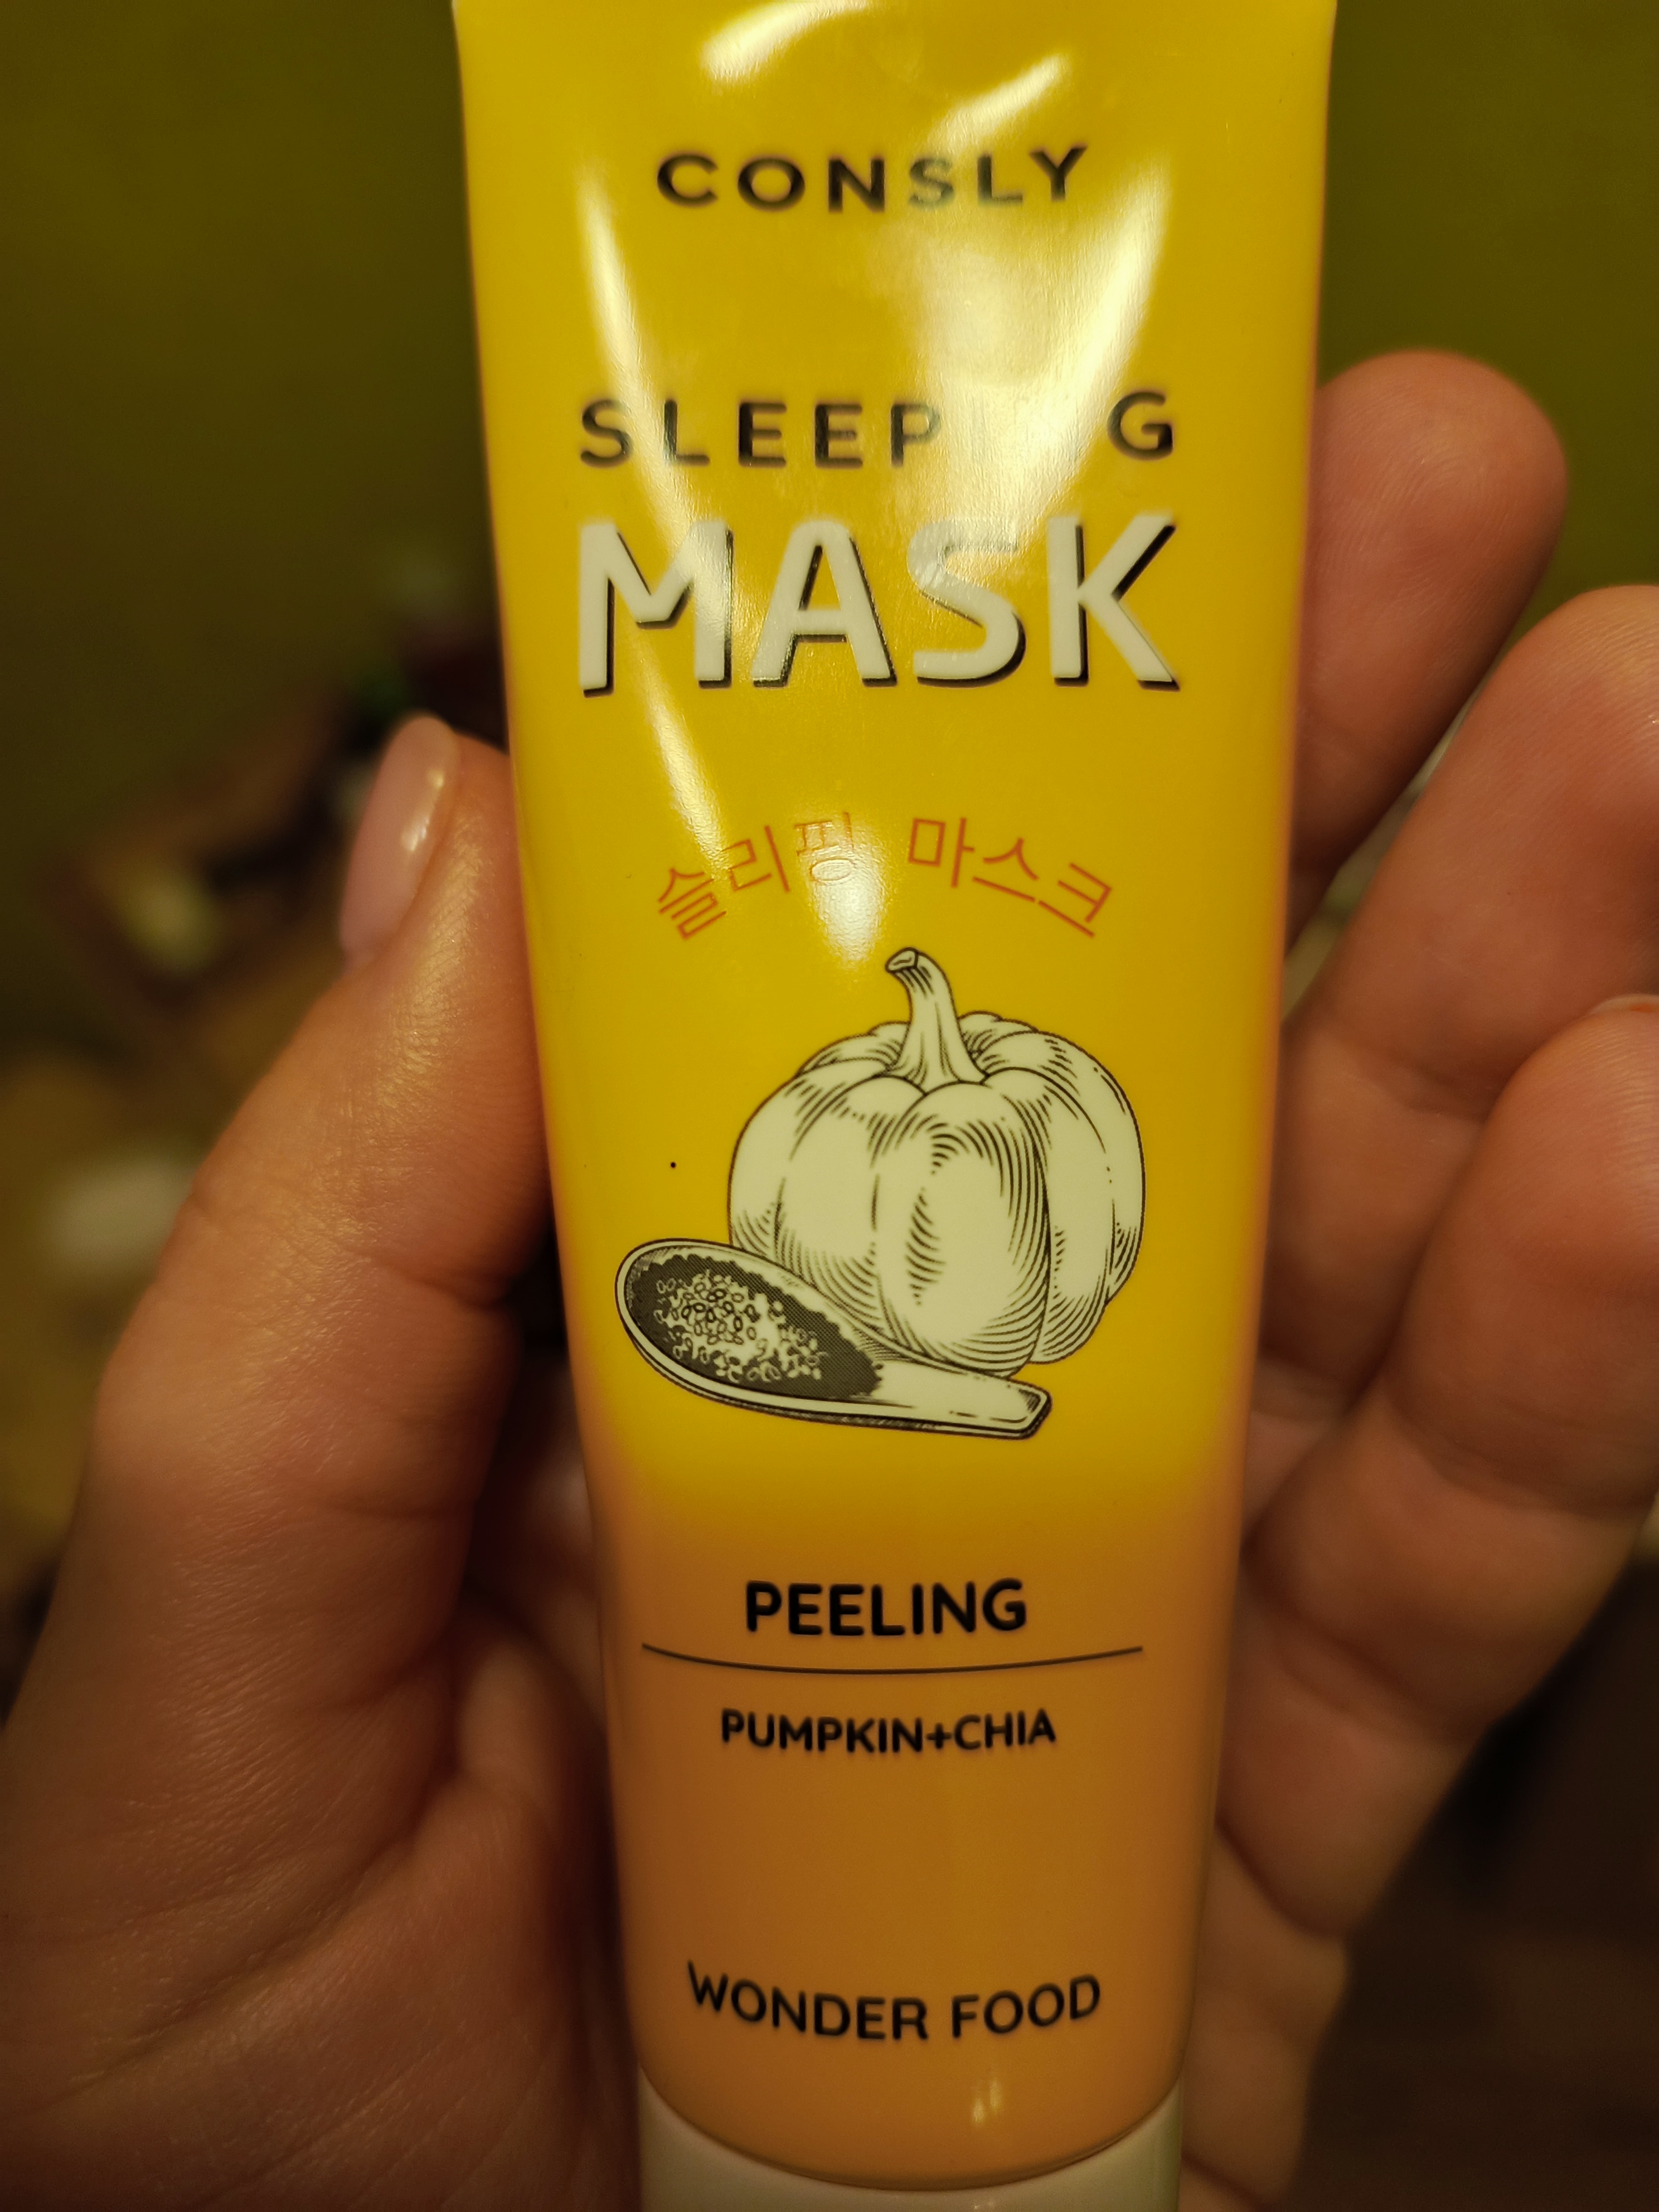 CONSLY
SLEEPING
MASK
슬리핑 마스크
PEELING
PUMPKIN+CHIA
WONDER FOOD